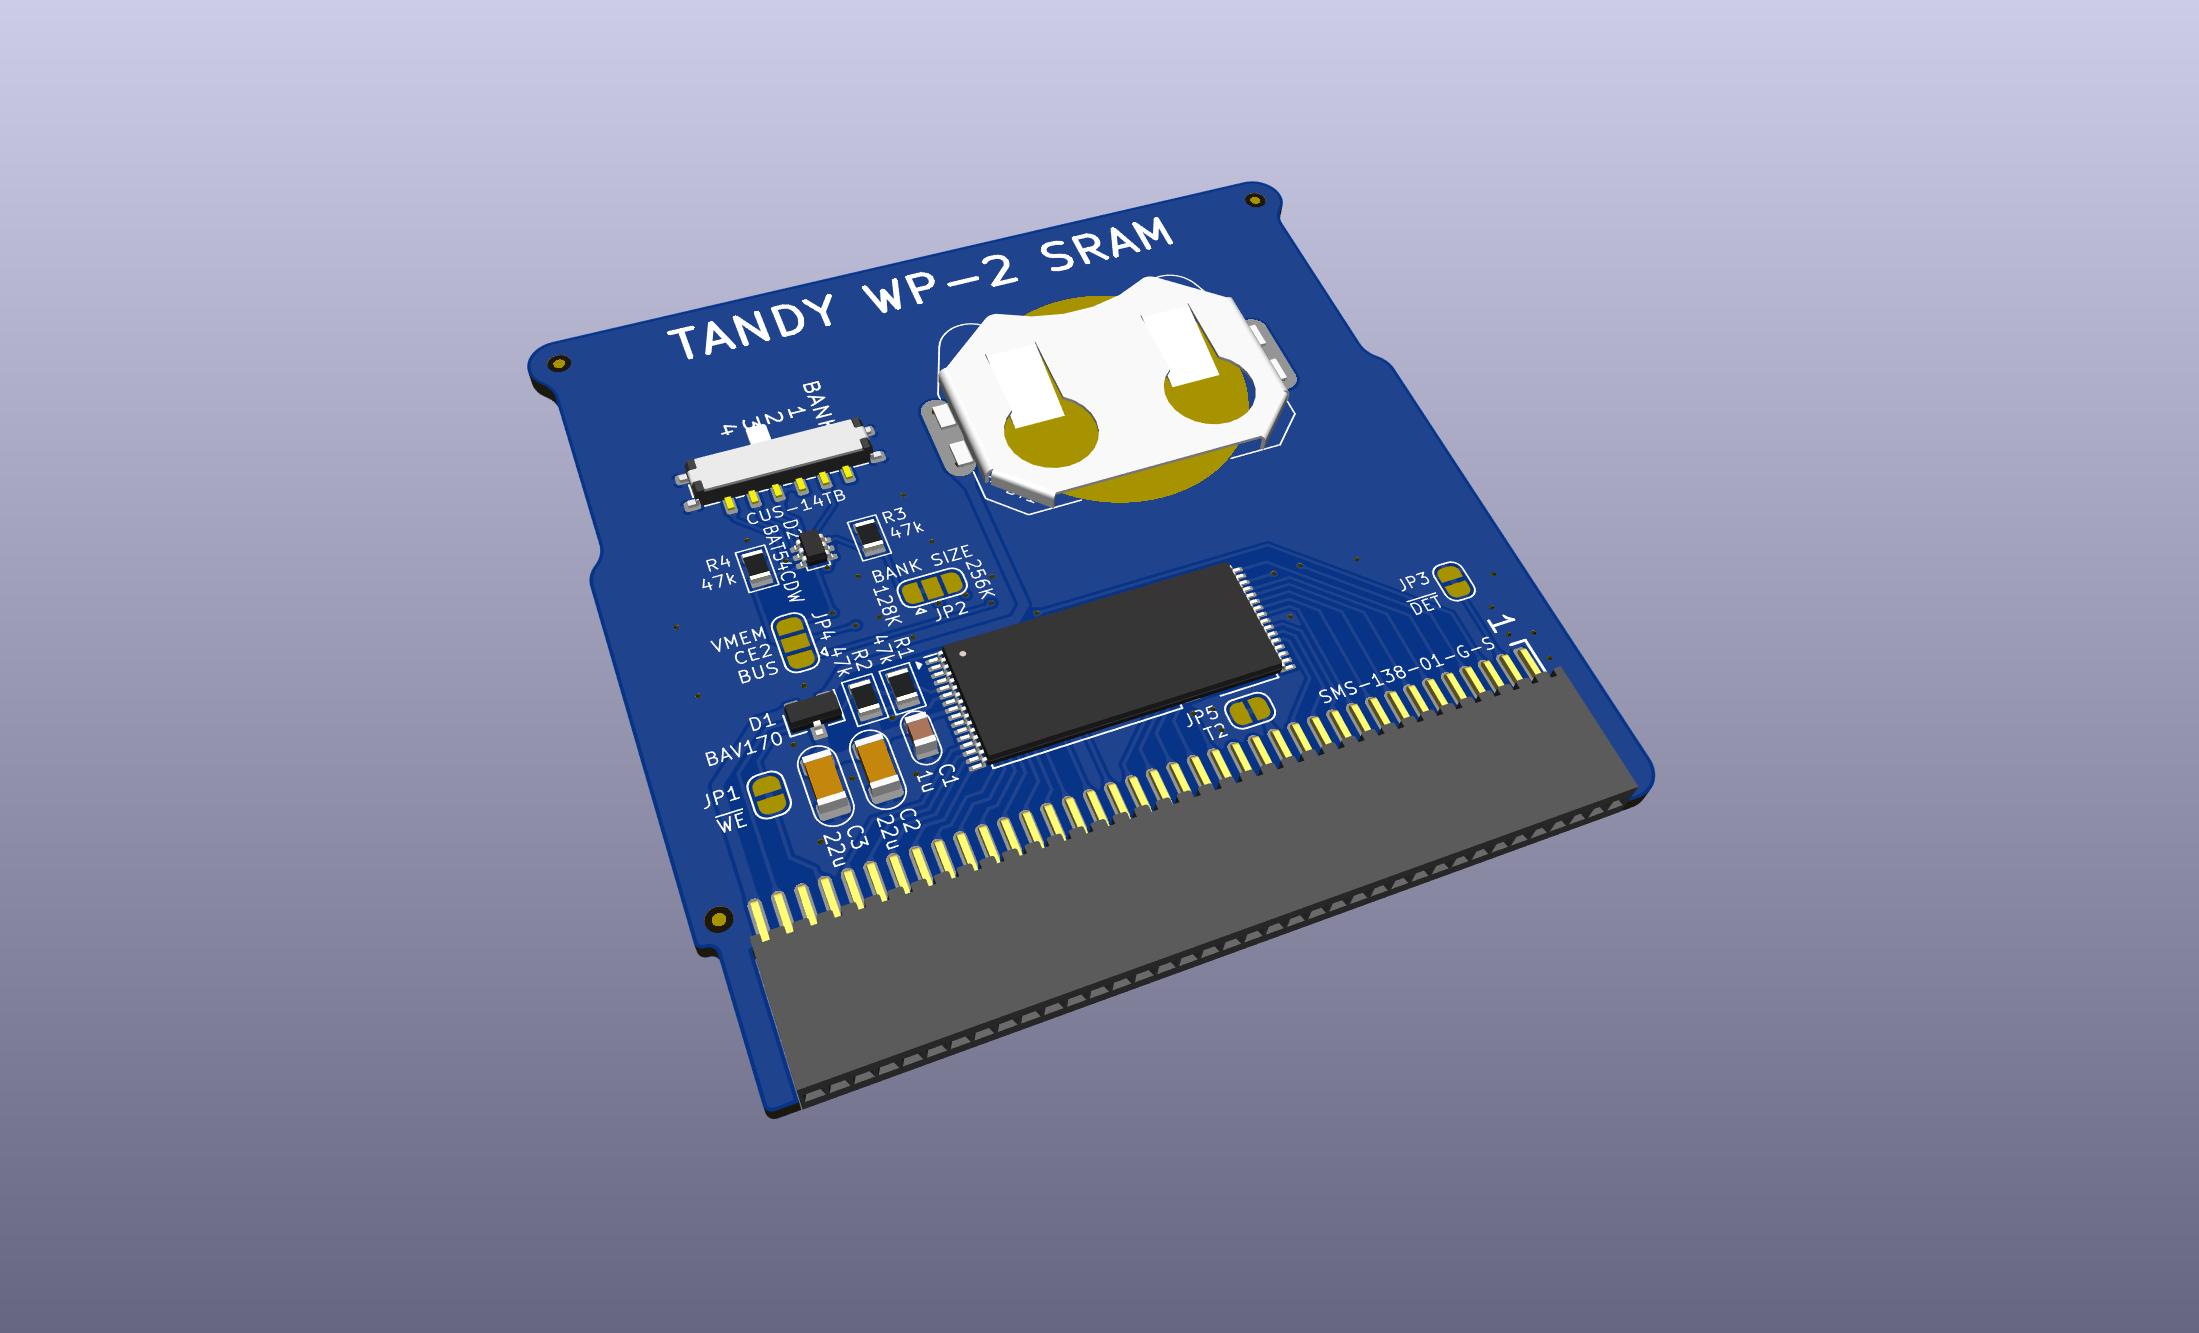 TANDY WP-2 SRAM
BANK
1
2
3
4
CUS-14TB
D2
BAT54CDW
R3
47k
R4
47k
BANK SIZE
128K
256K
JP2
VMEM
CE2
BUS
JP4
R1
47k
R2
47k
D1
BAV170
JP1
WE
C1
1u
C2
22u
C3
22u
JP3
DET
1
SMS-138-01-G-S
JP5
T2